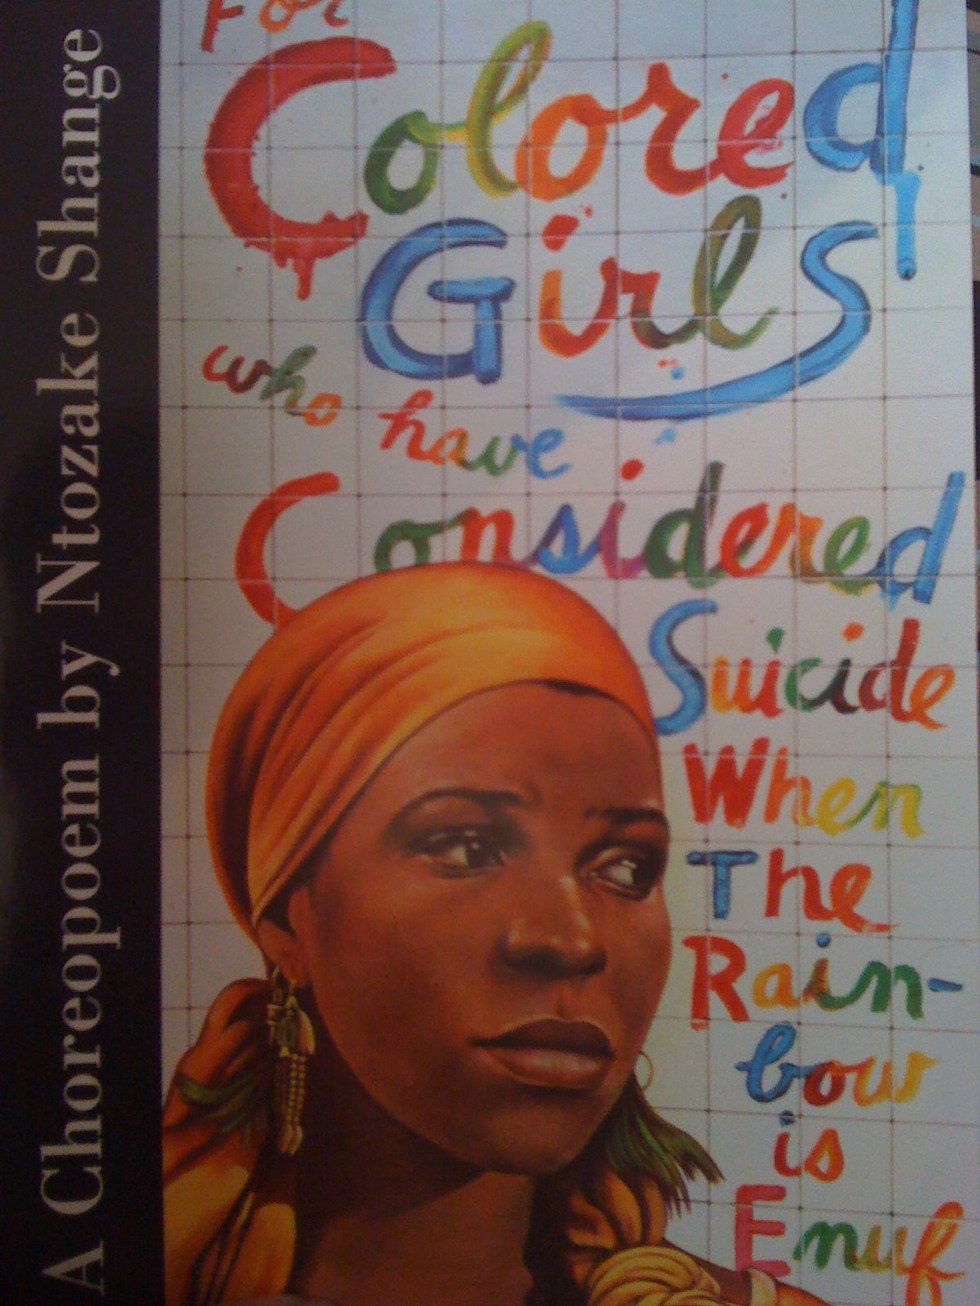 A Choreopoem by Ntozake Shange
For
Colored
Girls
who have
Considered
Suicide
When
The
Rain-
bow
is
Enuf